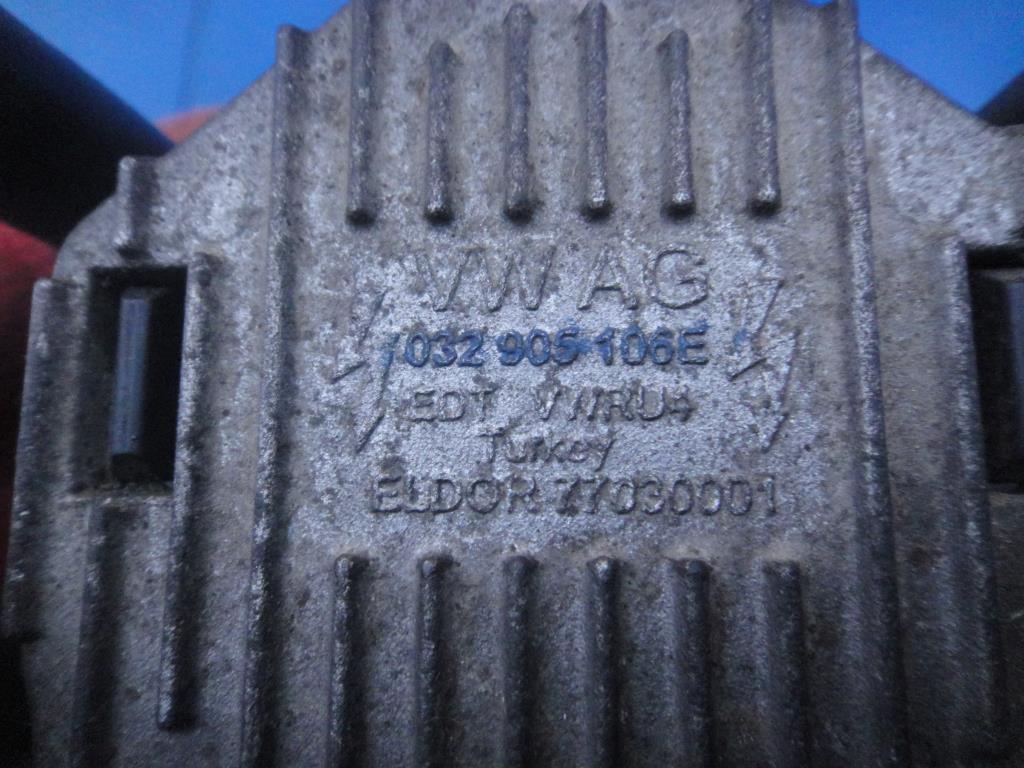 VW AG
032 905 106E
EDT VWRU4
Turkey
ELDOR 77030001